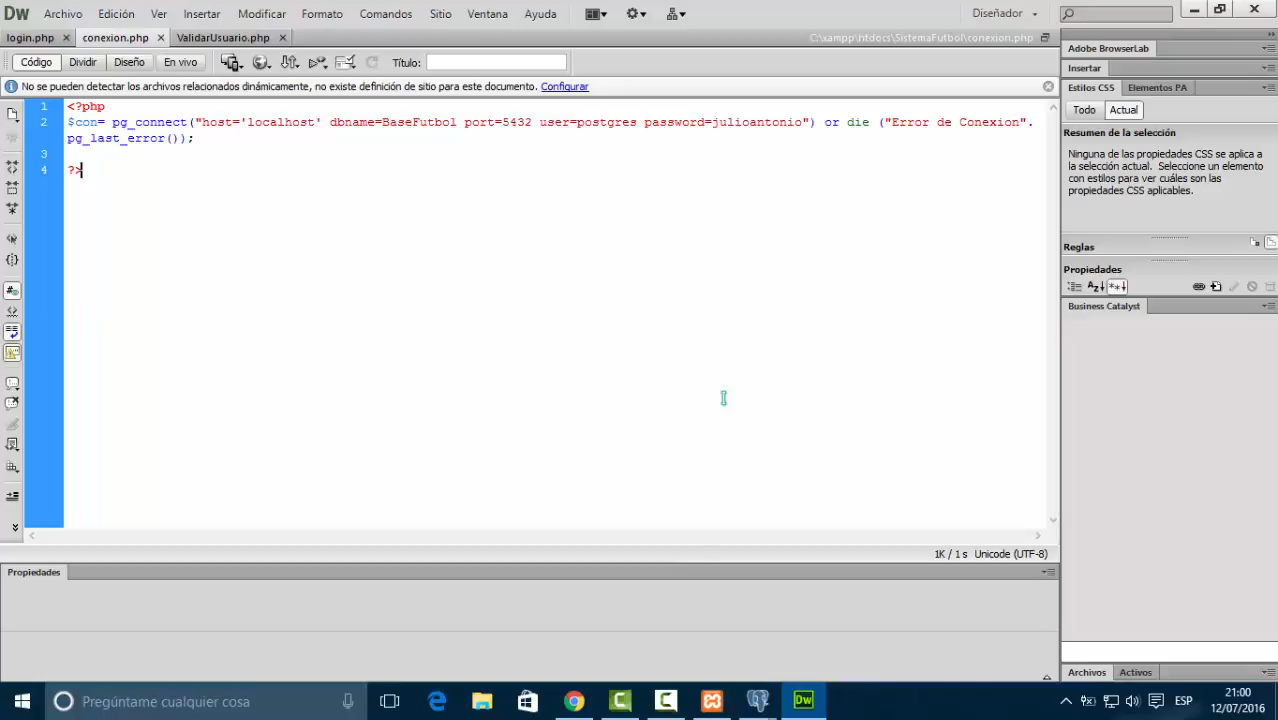 DW Archivo Edición Ver Insertar Modificar Formato Comandos Sitio Ventana Ayuda Diseñador
login.php conexion.php ValidarUsuario.php C:\xampp\htdocs\SistemaFutbol\conexion.php
Código Dividir Diseño En vivo Título:
No se pueden detectar los archivos relacionados dinámicamente, no existe definición de sitio para este documento. Configurar
1 <?php
2 $con= pg_connect("host='localhost' dbname=BaseFutbol port=5432 user=postgres password=julioantonio") or die ("Error de Conexion".
pg_last_error());
3
4 ?>
1K / 1 s Unicode (UTF-8)
Propiedades
Adobe BrowserLab
Insertar
Estilos CSS Elementos PA
Todo Actual
Resumen de la selección
Ninguna de las propiedades CSS se aplica a
la selección actual. Seleccione un elemento
con estilos para ver cuáles son las
propiedades CSS aplicables.
Reglas
Propiedades
Business Catalyst
Archivos Activos
Pregúntame cualquier cosa
Dw
ESP
21:00
12/07/2016